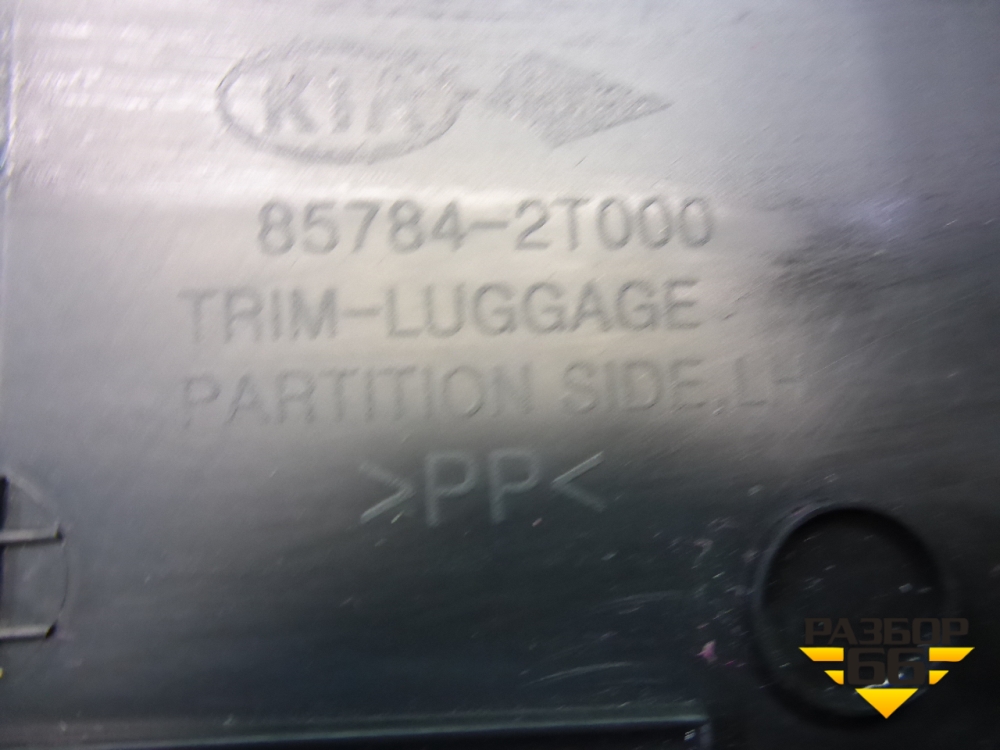 KIA
85784-2T000
TRIM-LUGGAGE
PARTITION SIDE,LH
>PP<
РАЗБОР
66